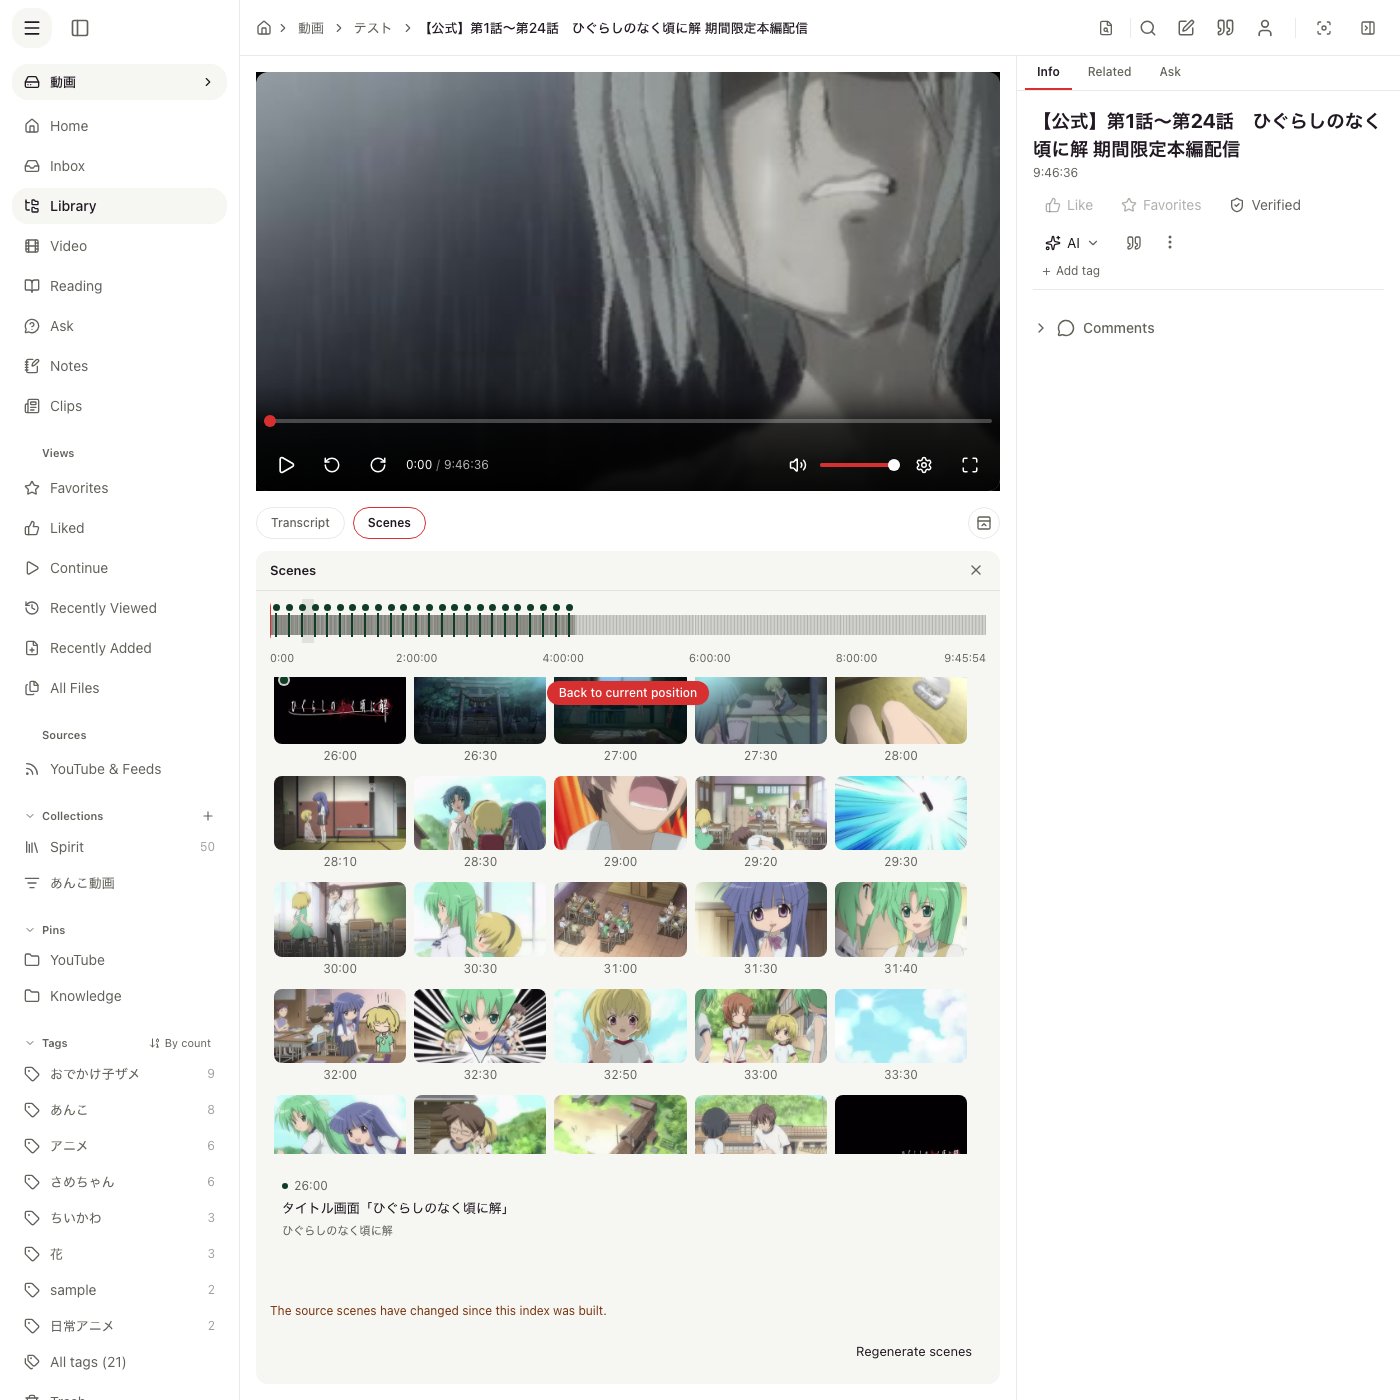 動画
Home
Inbox
Library
Video
Reading
Ask
Notes
Clips
Views
Favorites
Liked
Continue
Recently Viewed
Recently Added
All Files
Sources
YouTube & Feeds
Collections
Spirit 50
あんこ動画
Pins
YouTube
Knowledge
Tags By count
おでかけ子ザメ 9
あんこ 8
アニメ 6
さめちゃん 6
ちいかわ 3
花 3
sample 2
日常アニメ 2
All tags (21)
動画 テスト 【公式】第1話〜第24話　ひぐらしのなく頃に解 期間限定本編配信
0:00 / 9:46:36
Transcript Scenes
Scenes
0:00 2:00:00 4:00:00 6:00:00 8:00:00 9:45:54
Back to current position
ひぐらしのなく頃に解
26:00 26:30 27:00 27:30 28:00
28:10 28:30 29:00 29:20 29:30
30:00 30:30 31:00 31:30 31:40
32:00 32:30 32:50 33:00 33:30
26:00
タイトル画面「ひぐらしのなく頃に解」
ひぐらしのなく頃に解
The source scenes have changed since this index was built.
Regenerate scenes
Info Related Ask
【公式】第1話〜第24話　ひぐらしのなく
頃に解 期間限定本編配信
9:46:36
Like Favorites Verified
AI
+ Add tag
Comments